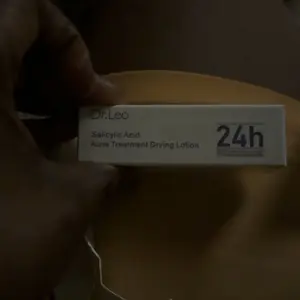 Dr.Leo
Salicylic Acid
Acne Treatment Drying Lotion
24h